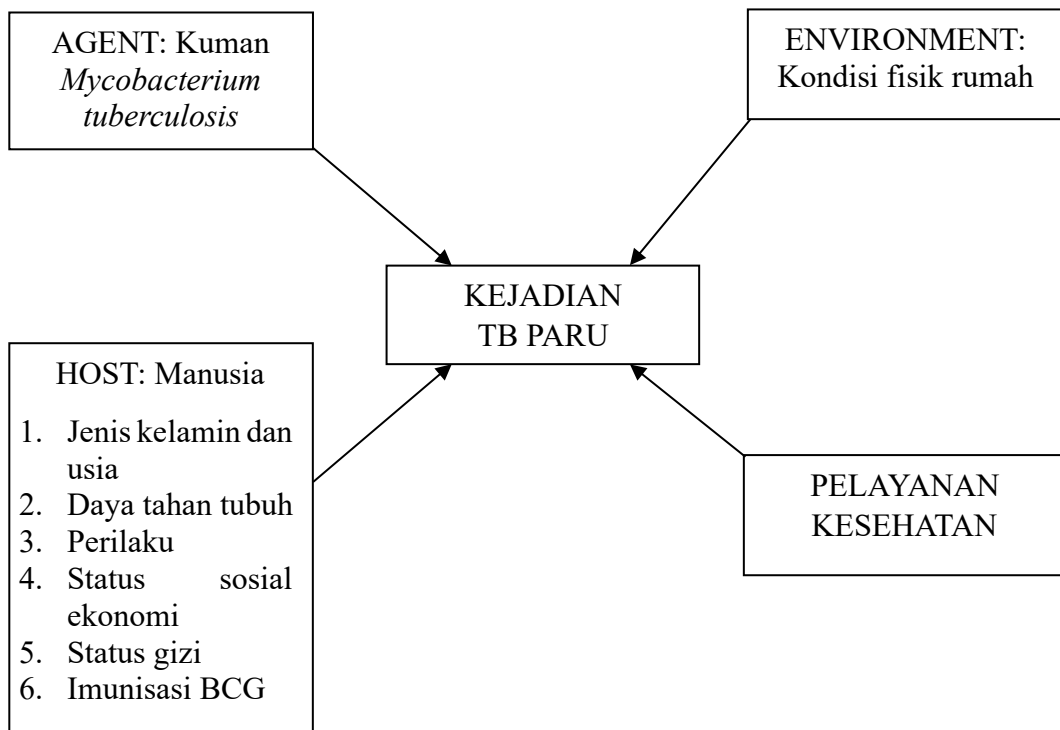 AGENT: Kuman
Mycobacterium
tuberculosis
ENVIRONMENT:
Kondisi fisik rumah
KEJADIAN
TB PARU
HOST: Manusia
1. Jenis kelamin dan
usia
2. Daya tahan tubuh
3. Perilaku
4. Status sosial
ekonomi
5. Status gizi
6. Imunisasi BCG
PELAYANAN
KESEHATAN